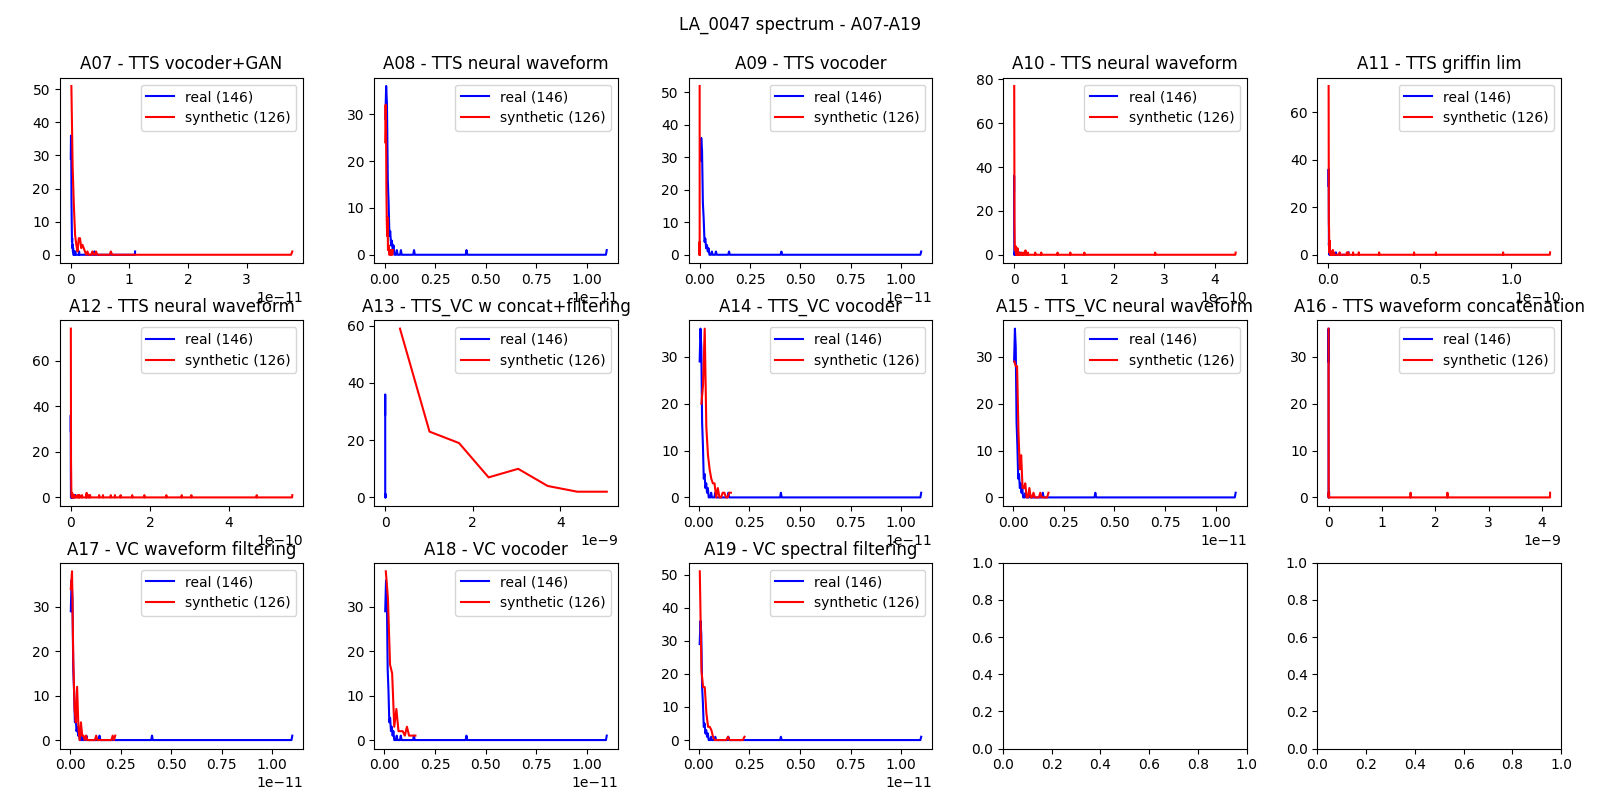 LA_0047 spectrum - A07-A19
A07 - TTS vocoder+GAN
real (146)
synthetic (126)
0
10
20
30
40
50
0
1
2
3
1e−11
A08 - TTS neural waveform
real (146)
synthetic (126)
0
10
20
30
0.00
0.25
0.50
0.75
1.00
1e−11
A09 - TTS vocoder
real (146)
synthetic (126)
0
10
20
30
40
50
0.00
0.25
0.50
0.75
1.00
1e−11
A10 - TTS neural waveform
real (146)
synthetic (126)
0
20
40
60
80
0
1
2
3
4
1e−10
A11 - TTS griffin lim
real (146)
synthetic (126)
0
20
40
60
0.0
0.5
1.0
1e−10
A12 - TTS neural waveform
real (146)
synthetic (126)
0
20
40
60
0
2
4
1e−10
A13 - TTS_VC w concat+filtering
real (146)
synthetic (126)
0
20
40
60
0
2
4
1e−9
A14 - TTS_VC vocoder
real (146)
synthetic (126)
0
10
20
30
0.00
0.25
0.50
0.75
1.00
1e−11
A15 - TTS_VC neural waveform
real (146)
synthetic (126)
0
10
20
30
0.00
0.25
0.50
0.75
1.00
1e−11
A16 - TTS waveform concatenation
real (146)
synthetic (126)
0
10
20
30
0
1
2
3
4
1e−9
A17 - VC waveform filtering
real (146)
synthetic (126)
0
10
20
30
0.00
0.25
0.50
0.75
1.00
1e−11
A18 - VC vocoder
real (146)
synthetic (126)
0
10
20
30
0.00
0.25
0.50
0.75
1.00
1e−11
A19 - VC spectral filtering
real (146)
synthetic (126)
0
10
20
30
40
50
0.00
0.25
0.50
0.75
1.00
1e−11
0.0
0.2
0.4
0.6
0.8
1.0
0.0
0.2
0.4
0.6
0.8
1.0
0.0
0.2
0.4
0.6
0.8
1.0
0.0
0.2
0.4
0.6
0.8
1.0